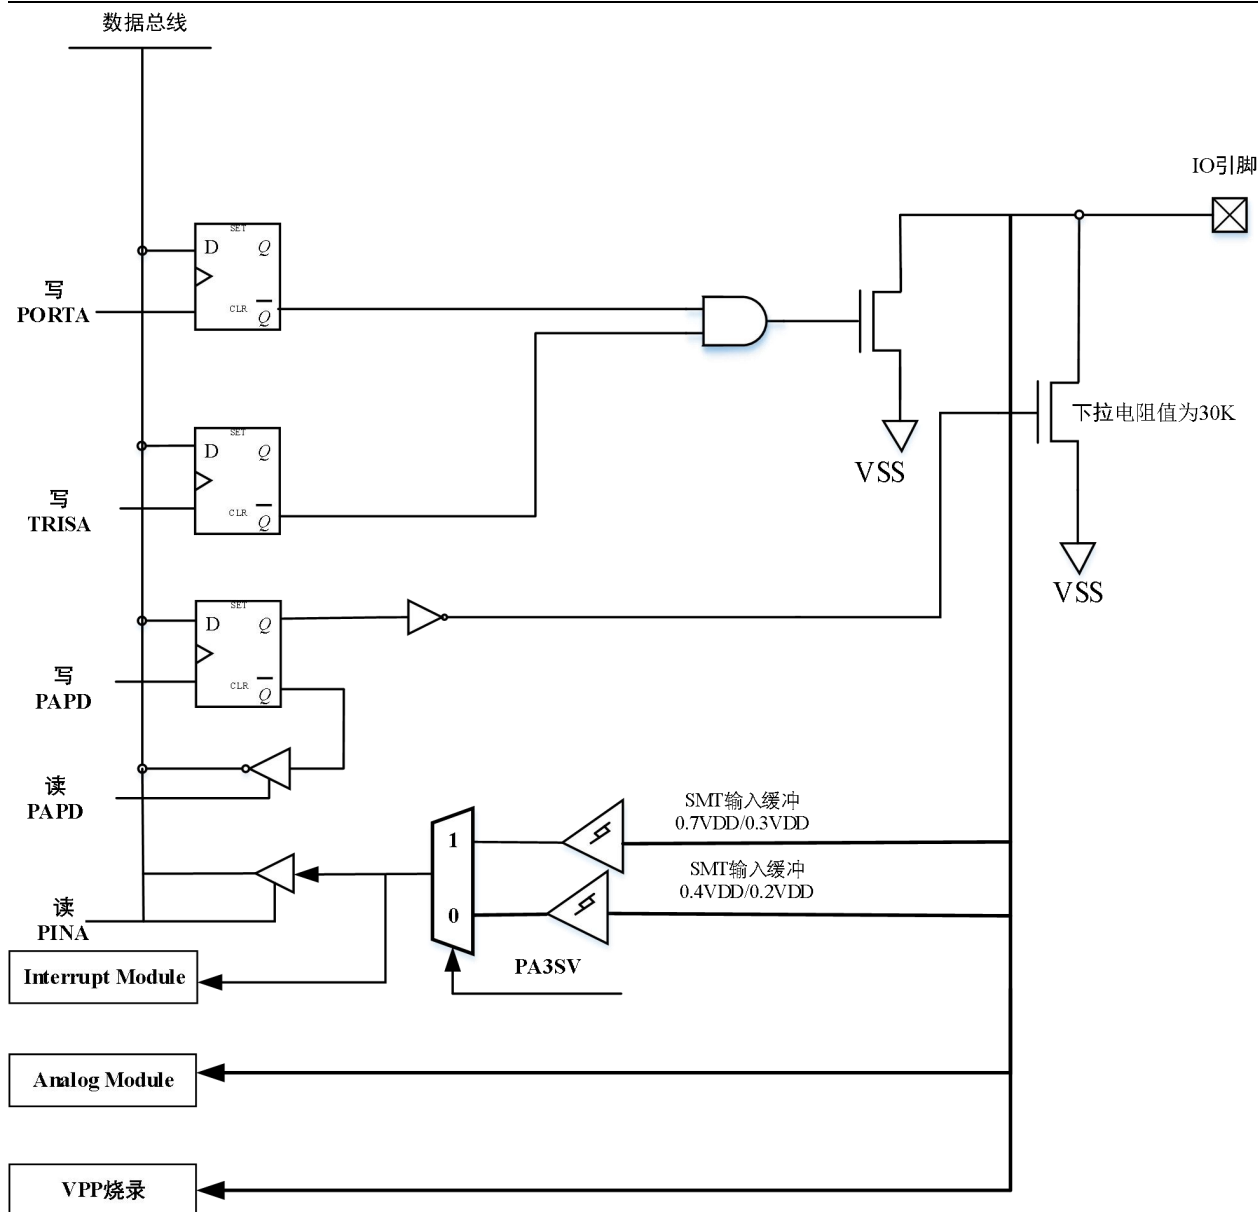 数据总线
IO引脚
SET
D
Q
写
PORTA
CLR
Q
SET
D
Q
下拉电阻值为30K
VSS
写
TRISA
CLR
Q
VSS
SET
D
Q
写
PAPD
CLR
Q
读
PAPD
SMT输入缓冲
0.7VDD/0.3VDD
1
SMT输入缓冲
0.4VDD/0.2VDD
0
读
PINA
PA3SV
Interrupt Module
Analog Module
VPP烧录